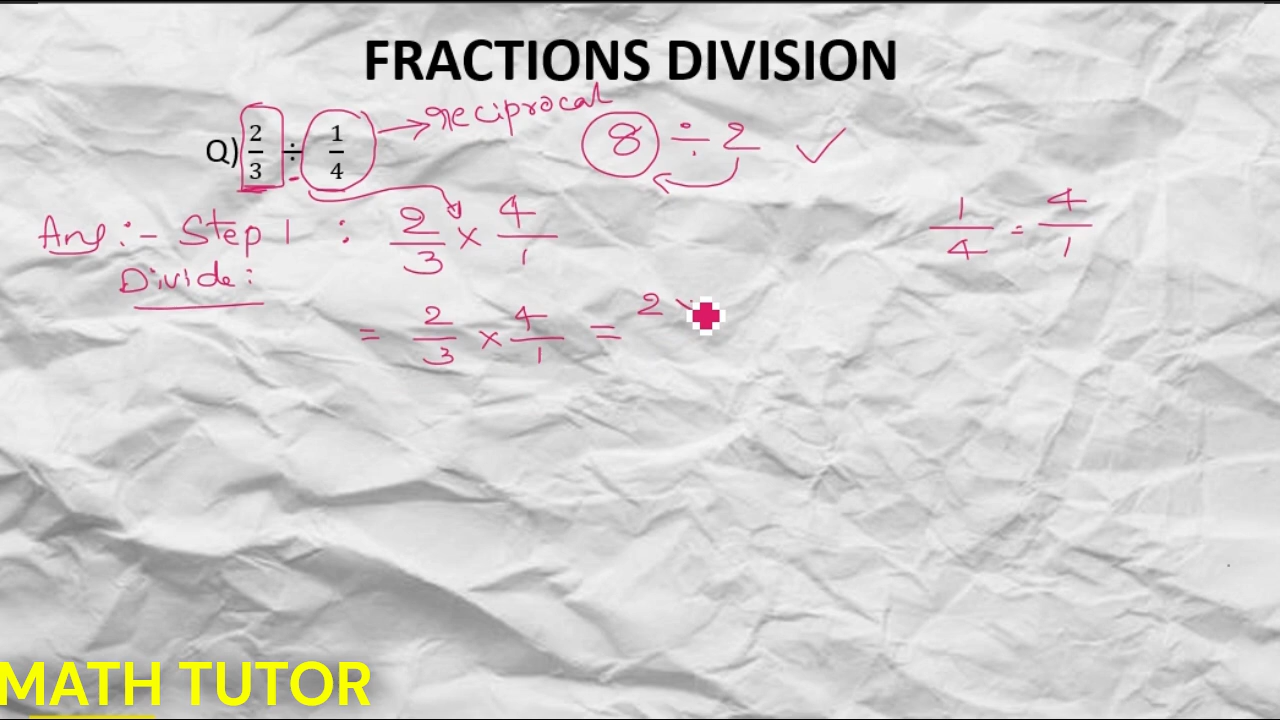 FRACTIONS DIVISION
Q) 2/3 ÷ 1/4 → reciprocal
8 ÷ 2 ✓
Ans :- Step 1 : 2/3 × 4/1
1/4 = 4/1
Divide :
= 2/3 × 4/1 = 2
MATH TUTOR